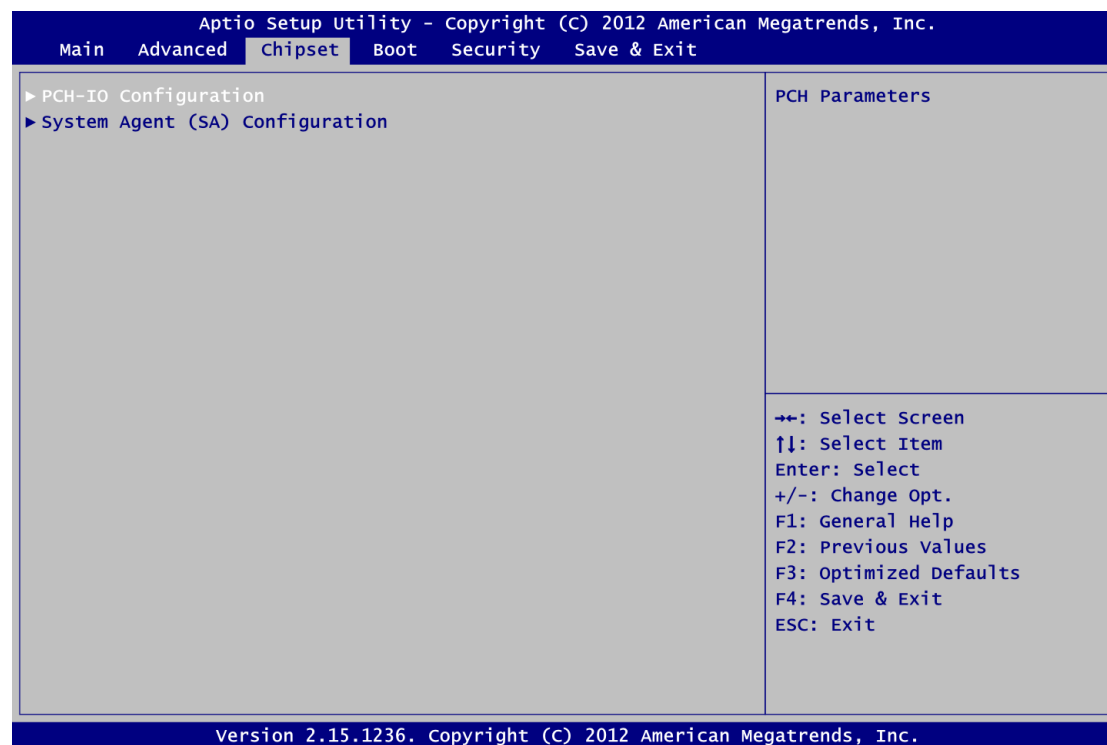 Aptio Setup Utility - Copyright (C) 2012 American Megatrends, Inc.
Main Advanced Chipset Boot Security Save & Exit
►PCH-IO Configuration
►System Agent (SA) Configuration
PCH Parameters
→←: Select Screen
↑↓: Select Item
Enter: Select
+/-: Change Opt.
F1: General Help
F2: Previous Values
F3: Optimized Defaults
F4: Save & Exit
ESC: Exit
Version 2.15.1236. Copyright (C) 2012 American Megatrends, Inc.